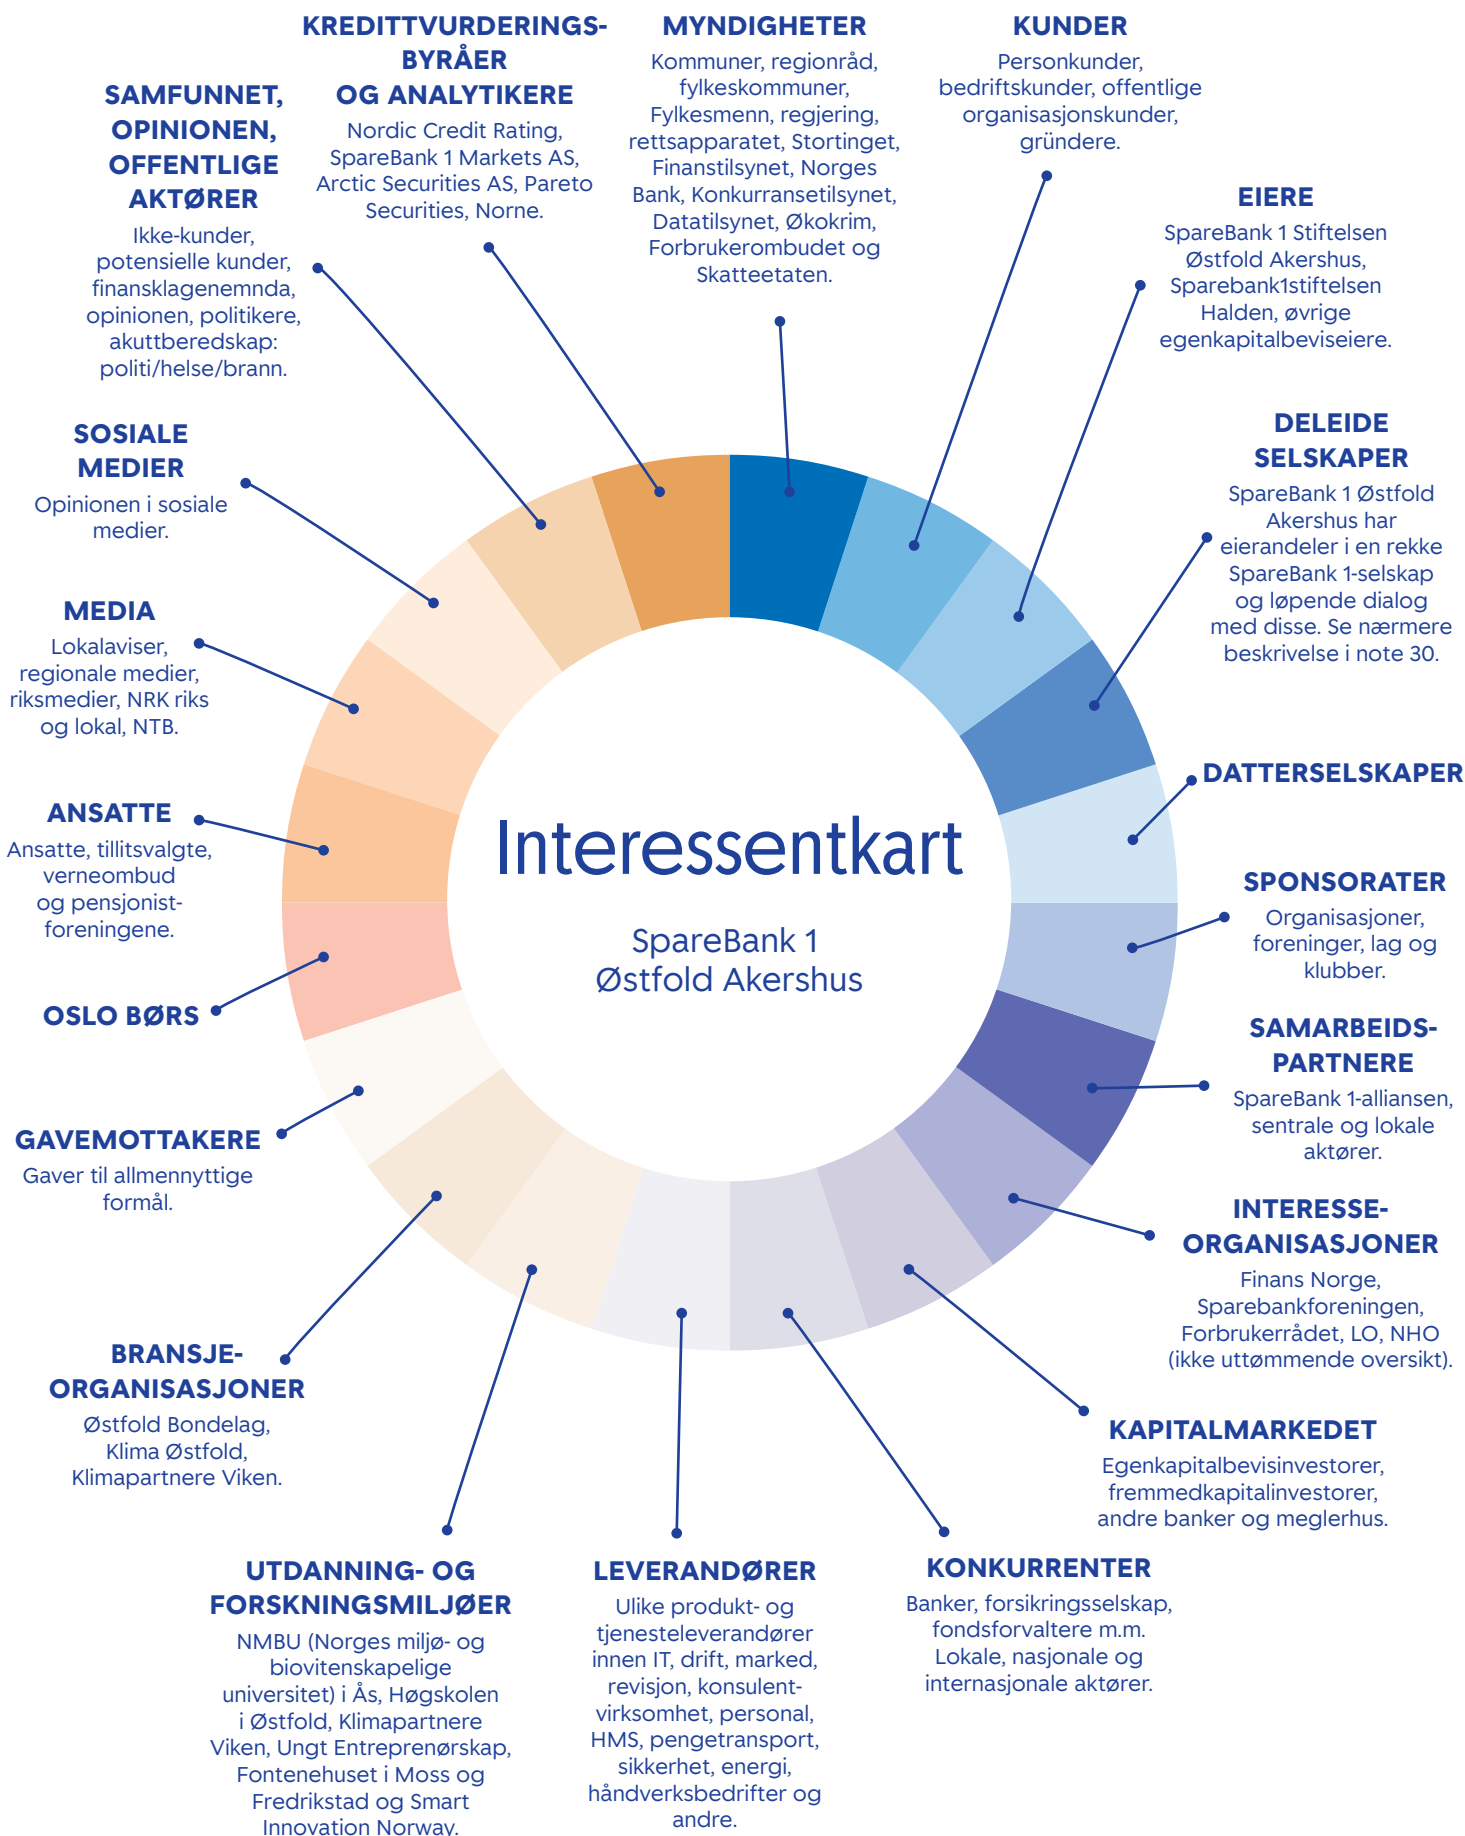 KREDITTVURDERINGS-
BYRÅER
OG ANALYTIKERE
Nordic Credit Rating,
SpareBank 1 Markets AS,
Arctic Securities AS, Pareto
Securities, Norne.
MYNDIGHETER
Kommuner, regionråd,
fylkeskommuner,
Fylkesmenn, regjering,
rettsapparatet, Stortinget,
Finanstilsynet, Norges
Bank, Konkurransetilsynet,
Datatilsynet, Økokrim,
Forbrukerombudet og
Skatteetaten.
KUNDER
Personkunder,
bedriftskunder, offentlige
organisasjonskunder,
gründere.
EIERE
SpareBank 1 Stiftelsen
Østfold Akershus,
Sparebank1stiftelsen
Halden, øvrige
egenkapitalbeviseiere.
DELEIDE
SELSKAPER
SpareBank 1 Østfold
Akershus har
eierandeler i en rekke
SpareBank 1-selskap
og løpende dialog
med disse. Se nærmere
beskrivelse i note 30.
DATTERSELSKAPER
SPONSORATER
Organisasjoner,
foreninger, lag og
klubber.
SAMARBEIDS-
PARTNERE
SpareBank 1-alliansen,
sentrale og lokale
aktører.
INTERESSE-
ORGANISASJONER
Finans Norge,
Sparebankforeningen,
Forbrukerrådet, LO, NHO
(ikke uttømmende oversikt).
KAPITALMARKEDET
Egenkapitalbevisinvestorer,
fremmedkapitalinvestorer,
andre banker og meglerhus.
KONKURRENTER
Banker, forsikringsselskap,
fondsforvaltere m.m.
Lokale, nasjonale og
internasjonale aktører.
LEVERANDØRER
Ulike produkt- og
tjenesteleverandører
innen IT, drift, marked,
revisjon, konsulent-
virksomhet, personal,
HMS, pengetransport,
sikkerhet, energi,
håndverksbedrifter og
andre.
UTDANNING- OG
FORSKNINGSMILJØER
NMBU (Norges miljø- og
biovitenskapelige
universitet) i Ås, Høgskolen
i Østfold, Klimapartnere
Viken, Ungt Entreprenørskap,
Fontenehuset i Moss og
Fredrikstad og Smart
Innovation Norway.
BRANSJE-
ORGANISASJONER
Østfold Bondelag,
Klima Østfold,
Klimapartnere Viken.
GAVEMOTTAKERE
Gaver til allmennyttige
formål.
OSLO BØRS
ANSATTE
Ansatte, tillitsvalgte,
verneombud
og pensjonist-
foreningene.
MEDIA
Lokalaviser,
regionale medier,
riksmedier, NRK riks
og lokal, NTB.
SOSIALE
MEDIER
Opinionen i sosiale
medier.
SAMFUNNET,
OPINIONEN,
OFFENTLIGE
AKTØRER
Ikke-kunder,
potensielle kunder,
finansklagenemnda,
opinionen, politikere,
akuttberedskap:
politi/helse/brann.
Interessentkart
SpareBank 1
Østfold Akershus